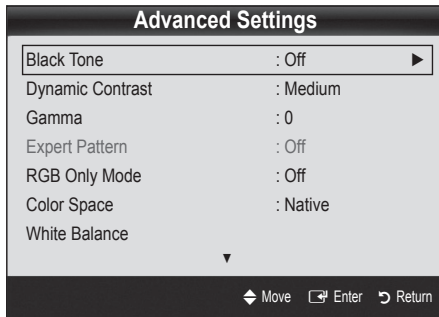 Advanced Settings
Black Tone : Off ▶
Dynamic Contrast : Medium
Gamma : 0
Expert Pattern : Off
RGB Only Mode : Off
Color Space : Native
White Balance
▼
Move Enter Return